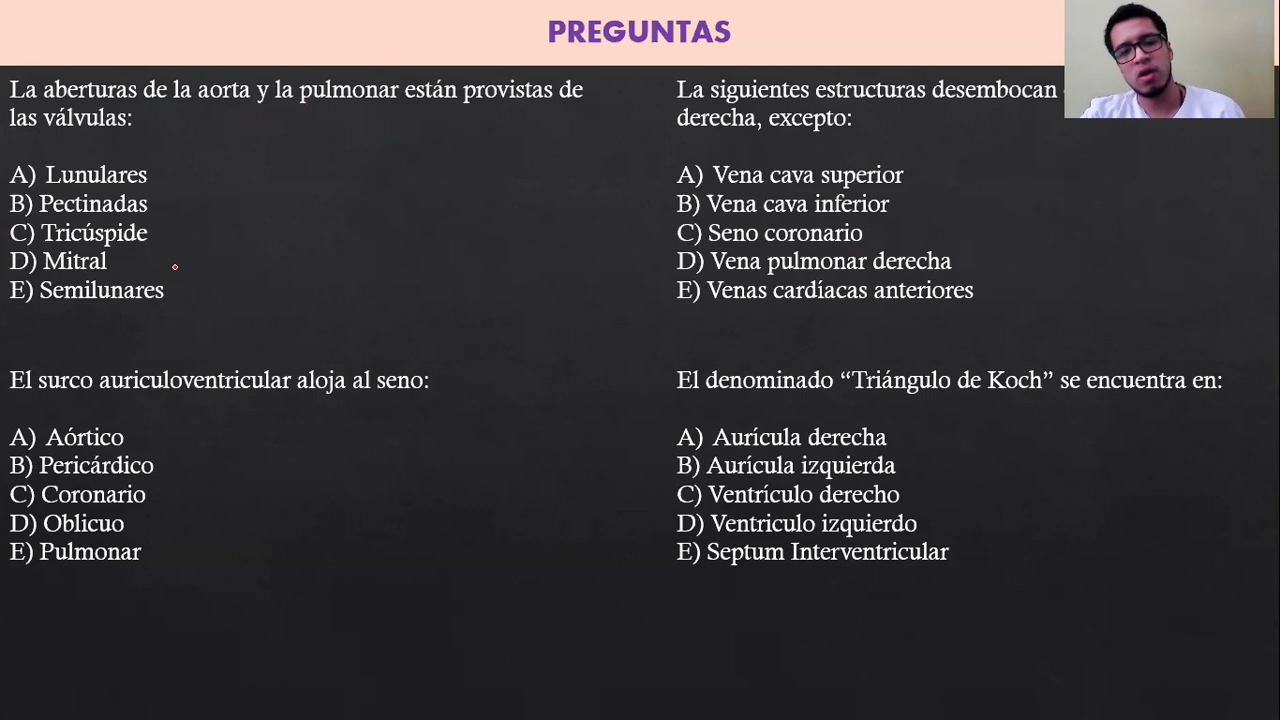 PREGUNTAS
La aberturas de la aorta y la pulmonar están provistas de
las válvulas:
A) Lunulares
B) Pectinadas
C) Tricúspide
D) Mitral
E) Semilunares
El surco auriculoventricular aloja al seno:
A) Aórtico
B) Pericárdico
C) Coronario
D) Oblicuo
E) Pulmonar
La siguientes estructuras desembocan
derecha, excepto:
A) Vena cava superior
B) Vena cava inferior
C) Seno coronario
D) Vena pulmonar derecha
E) Venas cardíacas anteriores
El denominado “Triángulo de Koch” se encuentra en:
A) Aurícula derecha
B) Aurícula izquierda
C) Ventrículo derecho
D) Ventriculo izquierdo
E) Septum Interventricular